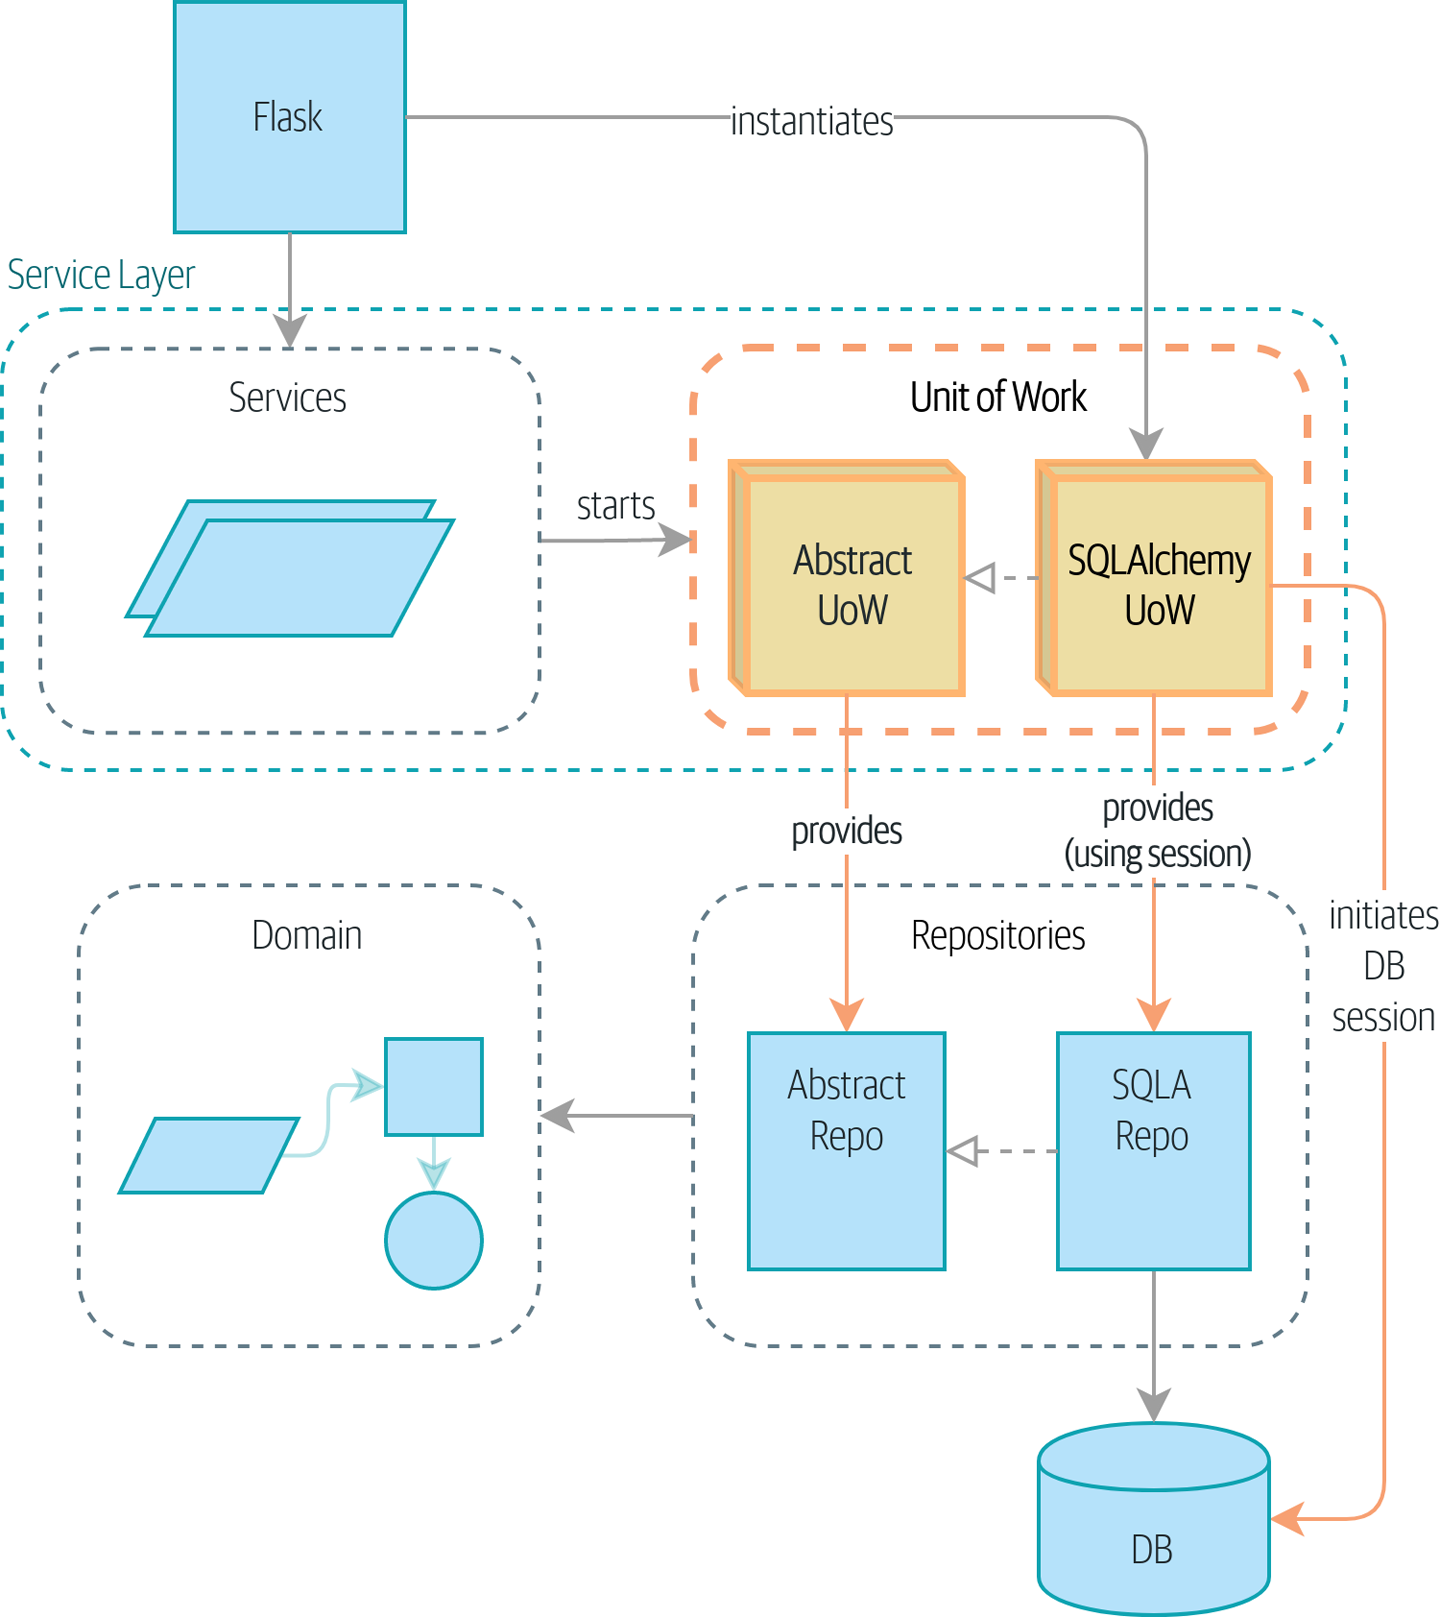 Flask
instantiates
Service Layer
Services
Unit of Work
starts
Abstract
UoW
SQLAlchemy
UoW
provides
provides
(using session)
Domain
Repositories
initiates
DB
session
Abstract
Repo
SQLA
Repo
DB